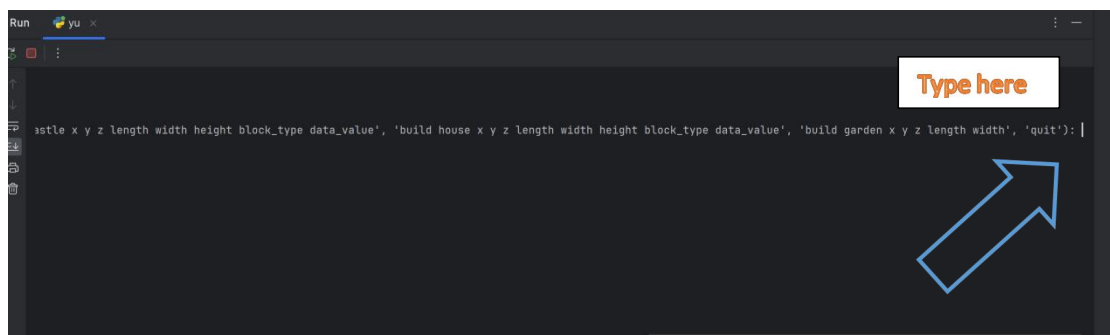 Run yu
Type here
astle x y z length width height block_type data_value', 'build house x y z length width height block_type data_value', 'build garden x y z length width', 'quit'):